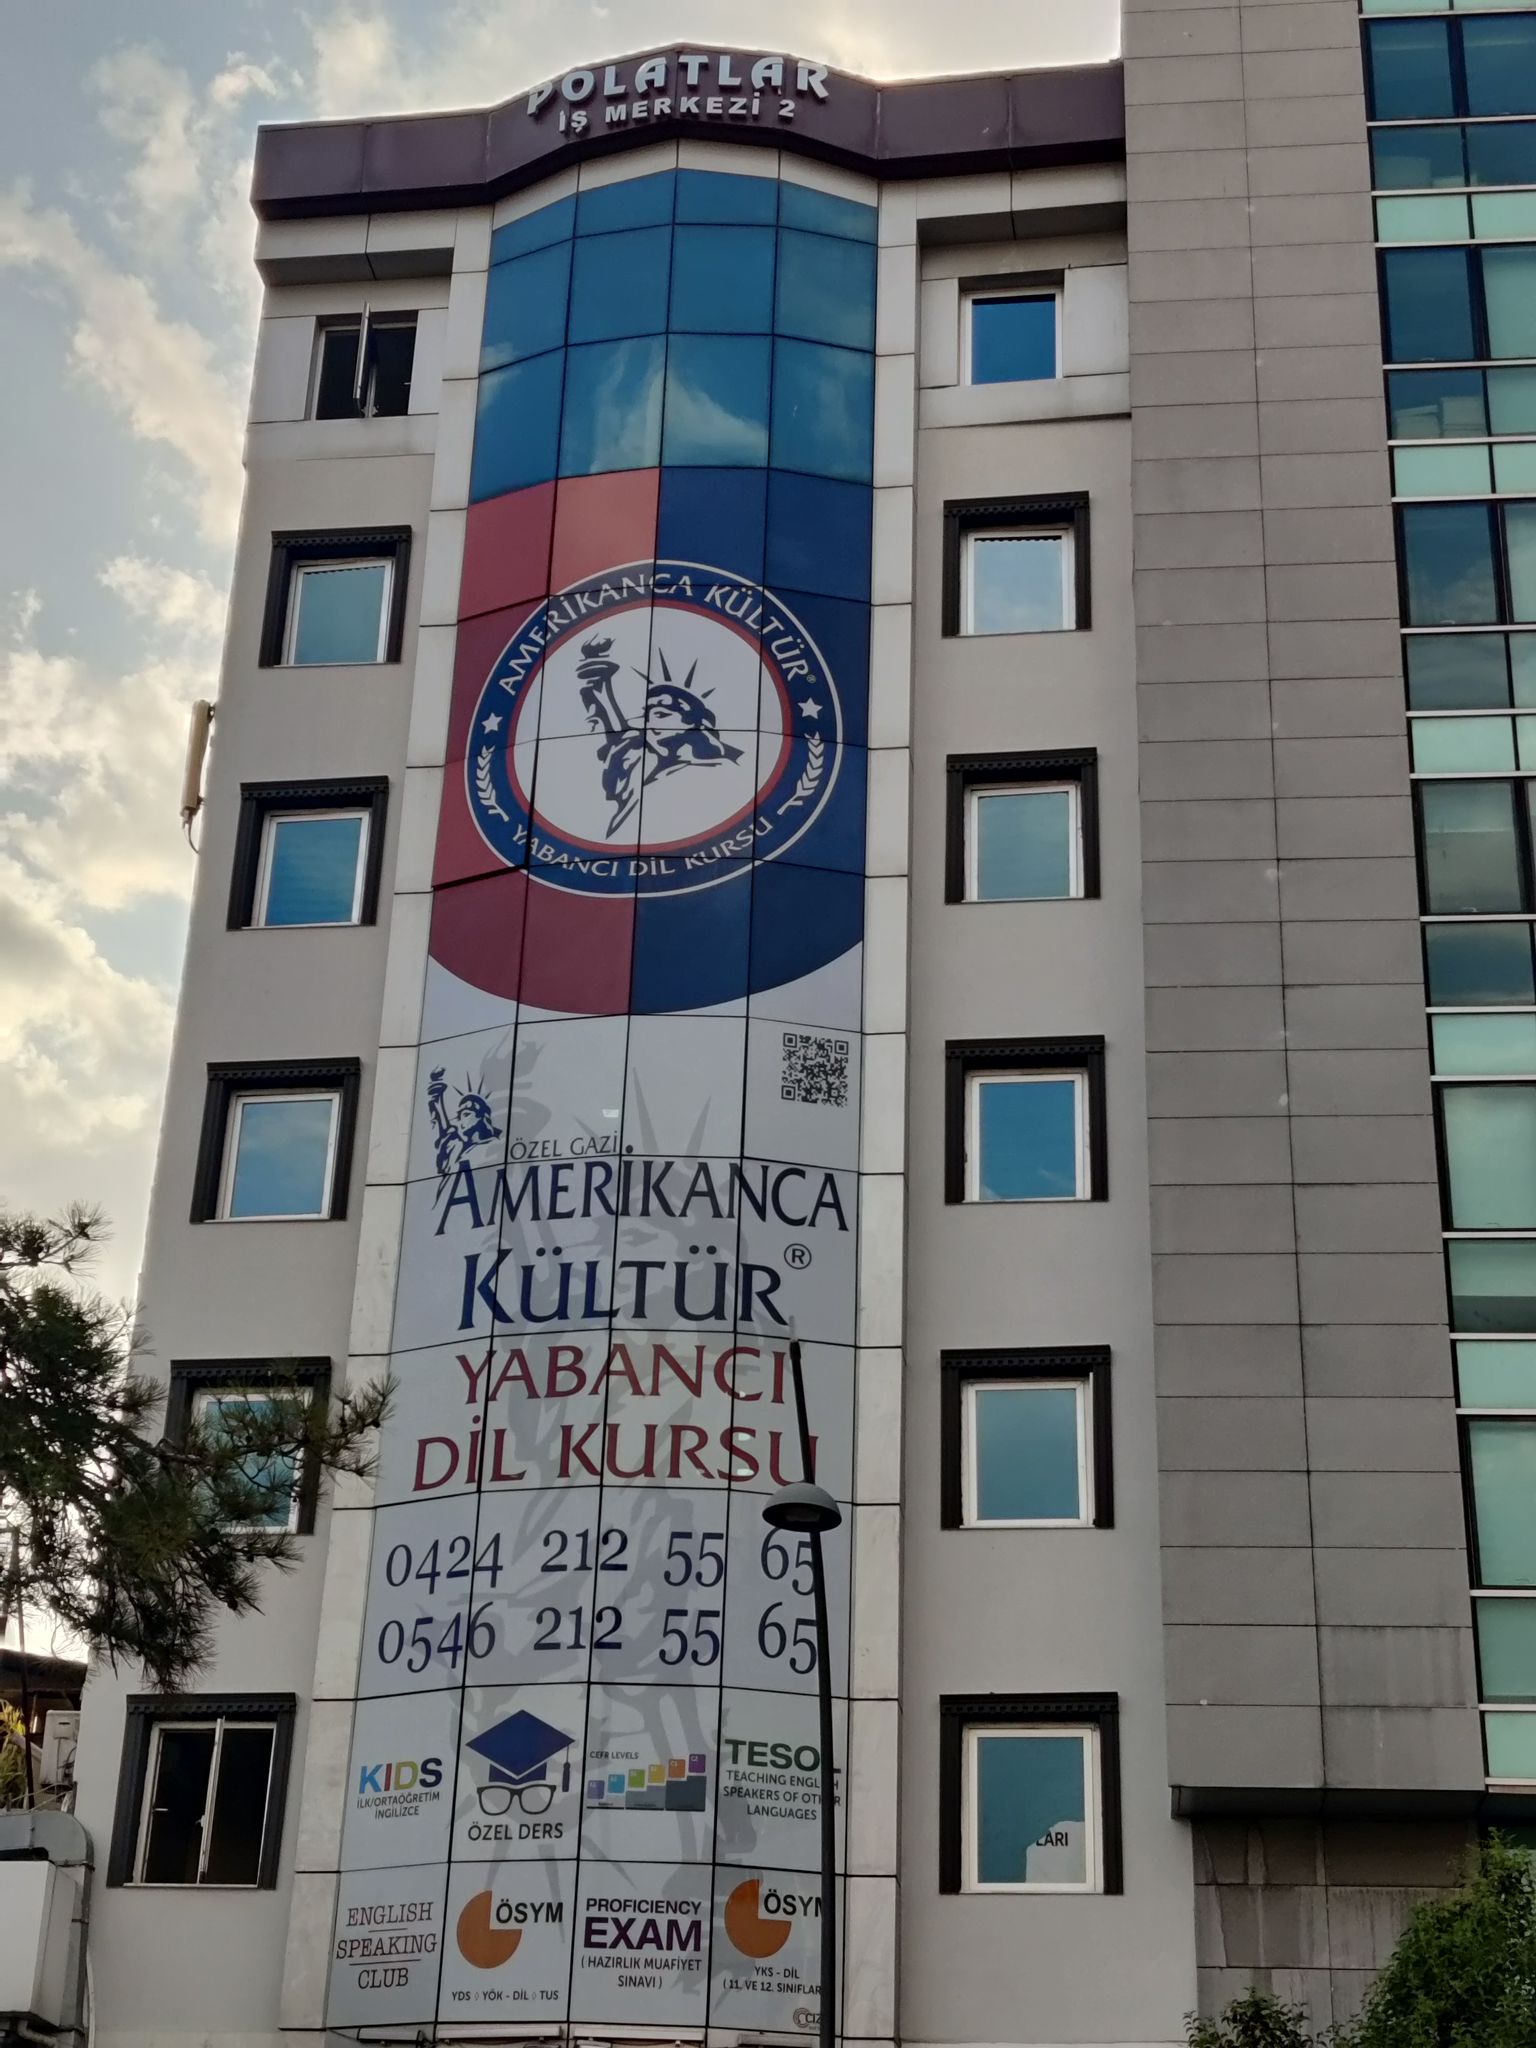 POLATLAR
İŞ MERKEZİ 2
AMERİKANCA KÜLTÜR®
YABANCI DİL KURSU
ÖZEL GAZİ
AMERİKANCA
KÜLTÜR®
YABANCI
DİL KURSU
0424 212 55 65
0546 212 55 65
KIDS
İLK/ORTAÖĞRETİM
İNGİLİZCE
ÖZEL DERS
CEFR LEVELS
TESOL
TEACHING ENGLISH
SPEAKERS OF OTHER
LANGUAGES
LARI
ENGLISH
SPEAKING
CLUB
ÖSYM
YDS ◊ YÖK - DİL ◊ TUS
PROFICIENCY
EXAM
( HAZIRLIK MUAFİYET
SINAVI )
ÖSYM
YKS - DİL
( 11. VE 12. SINIFLAR